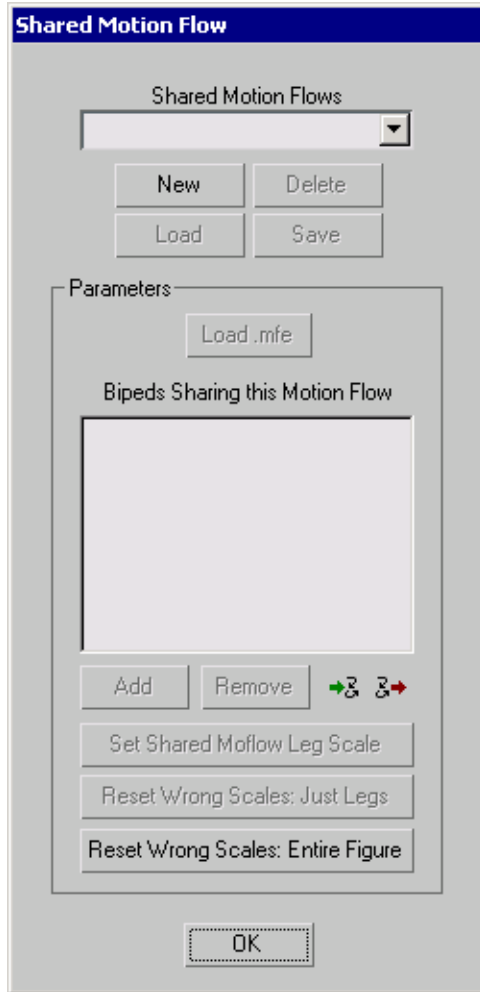 Shared Motion Flow
Shared Motion Flows
New Delete
Load Save
Parameters
Load .mfe
Bipeds Sharing this Motion Flow
Add Remove
Set Shared Moflow Leg Scale
Reset Wrong Scales: Just Legs
Reset Wrong Scales: Entire Figure
OK